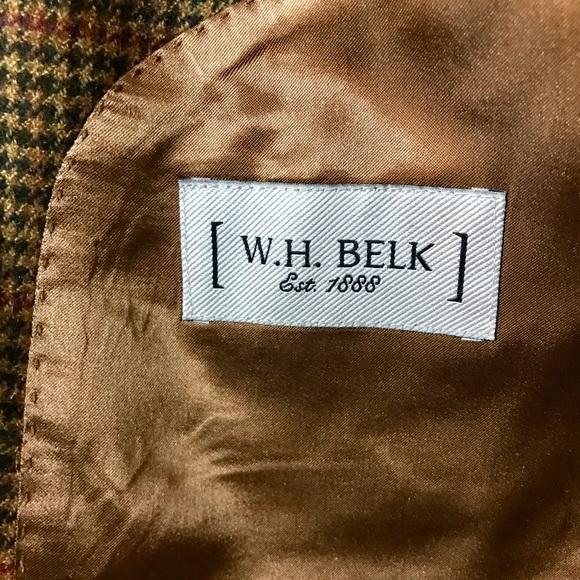 [ W.H. BELK ]
Est. 1888